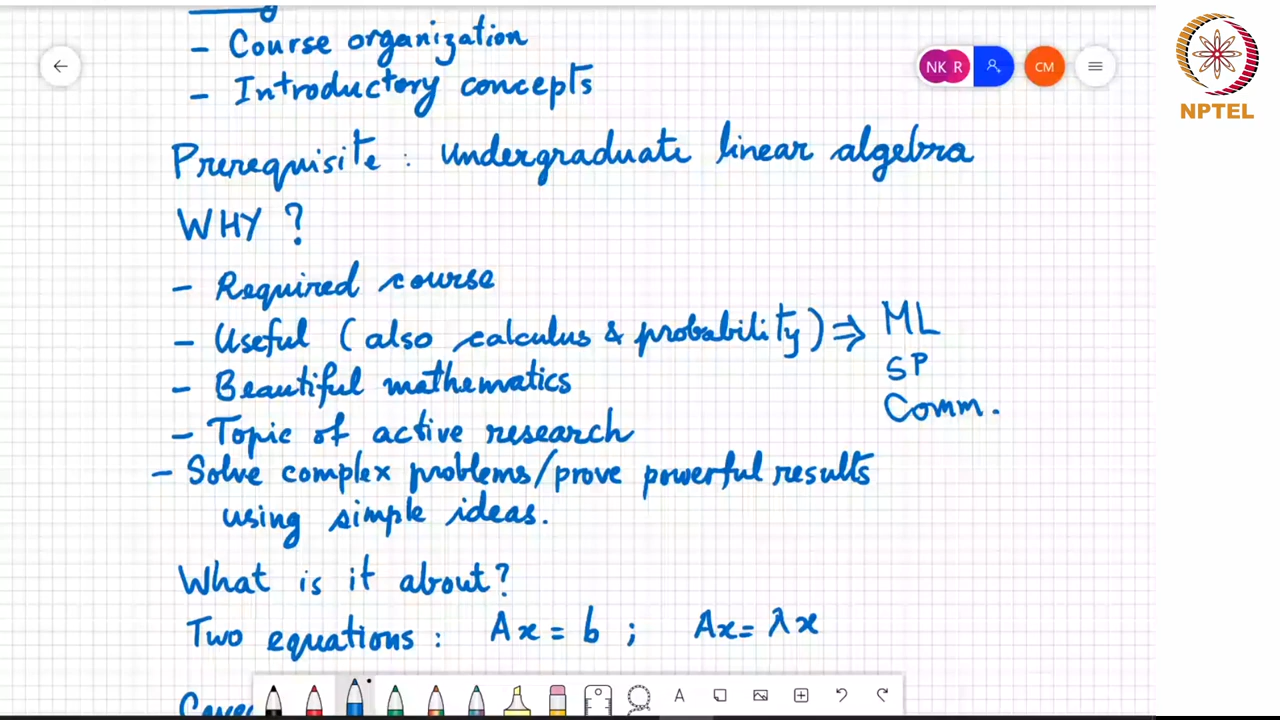 - Course organization
- Introductory concepts
NK R CM
NPTEL
Prerequisite : Undergraduate linear algebra
WHY ?
- Required course
- Useful (also calculus & probability) ⇒ ML
SP
- Beautiful mathematics
Comm.
- Topic of active research
- Solve complex problems/prove powerful results
using simple ideas.
What is it about?
Two equations : Ax = b ; Ax = λx
A